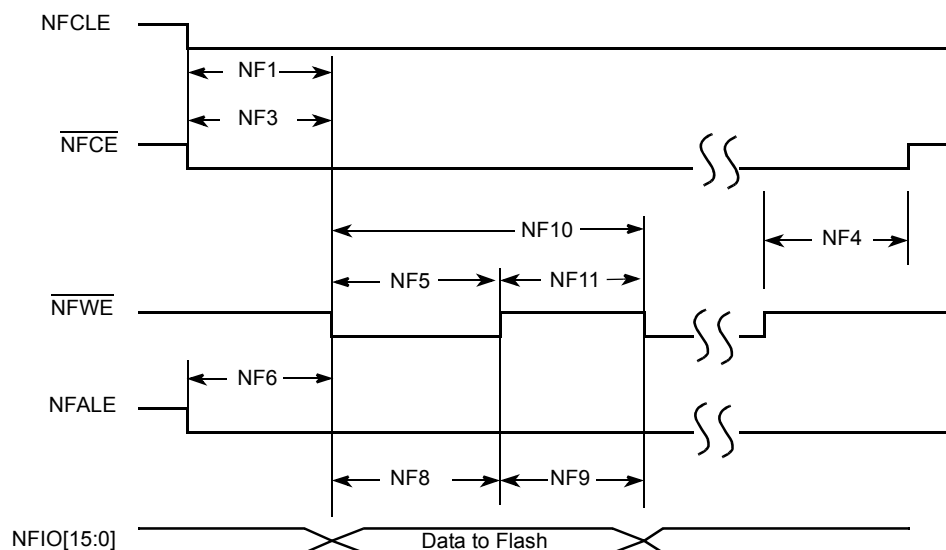 NFCLE
NF1
NF3
NFCE
NF10
NF4
NF5
NF11
NFWE
NF6
NFALE
NF8
NF9
NFIO[15:0]
Data to Flash